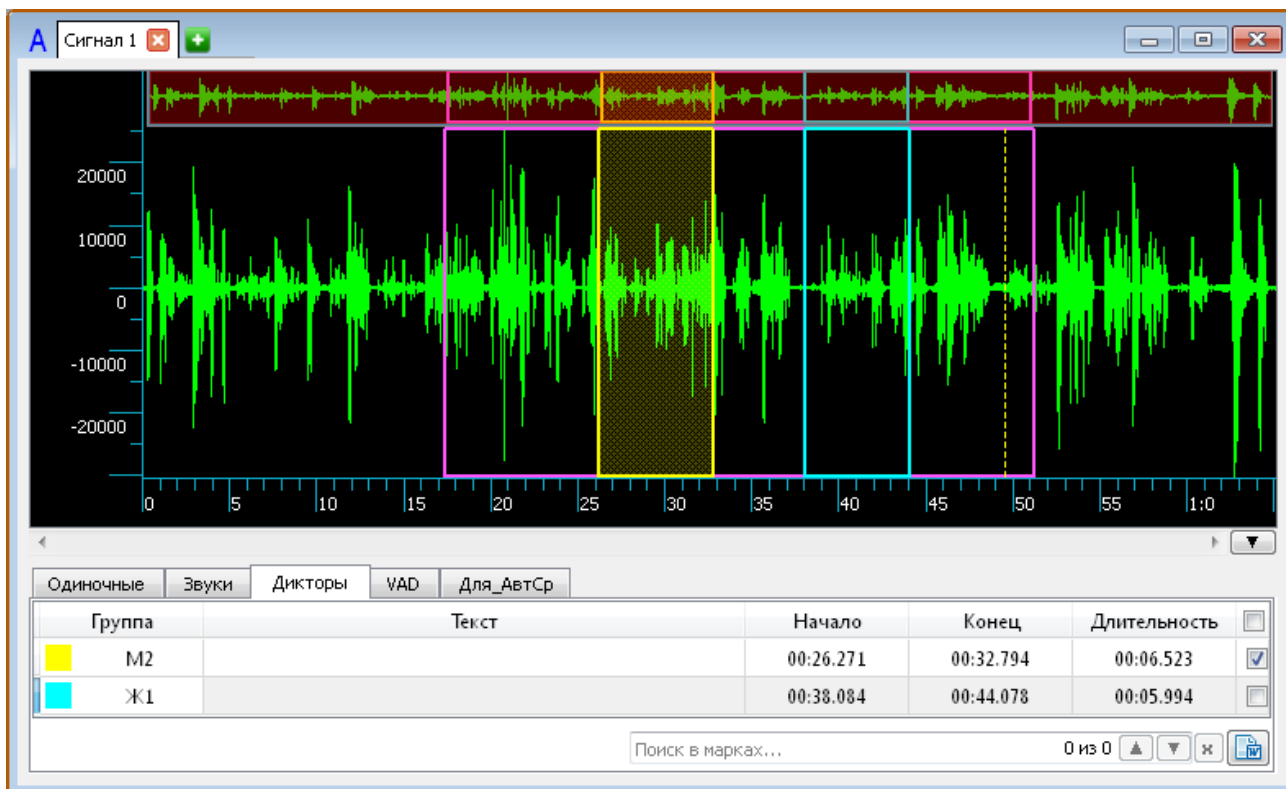 A Сигнал 1
20000
10000
0
-10000
-20000
0 5 10 15 20 25 30 35 40 45 50 55 1:0
Одиночные Звуки Дикторы VAD Для_АвтСр
Группа Текст Начало Конец Длительность
М2 00:26.271 00:32.794 00:06.523
Ж1 00:38.084 00:44.078 00:05.994
Поиск в марках... 0 из 0